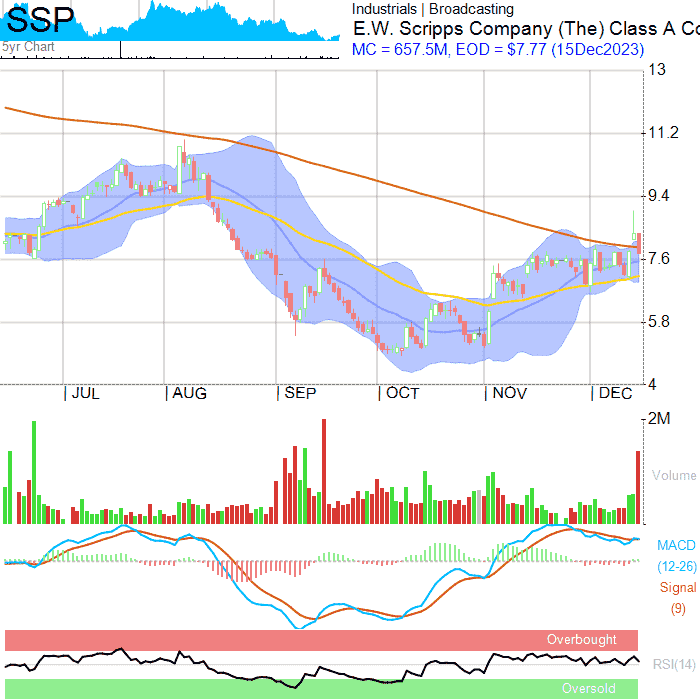 SSP
5yr Chart
Industrials | Broadcasting
E.W. Scripps Company (The) Class A Co
MC = 657.5M, EOD = $7.77 (15Dec2023)
13
11.2
9.4
7.6
5.8
4
| JUL | AUG | SEP | OCT | NOV | DEC
2M
Volume
MACD
(12-26)
Signal
(9)
Overbought
RSI(14)
Oversold